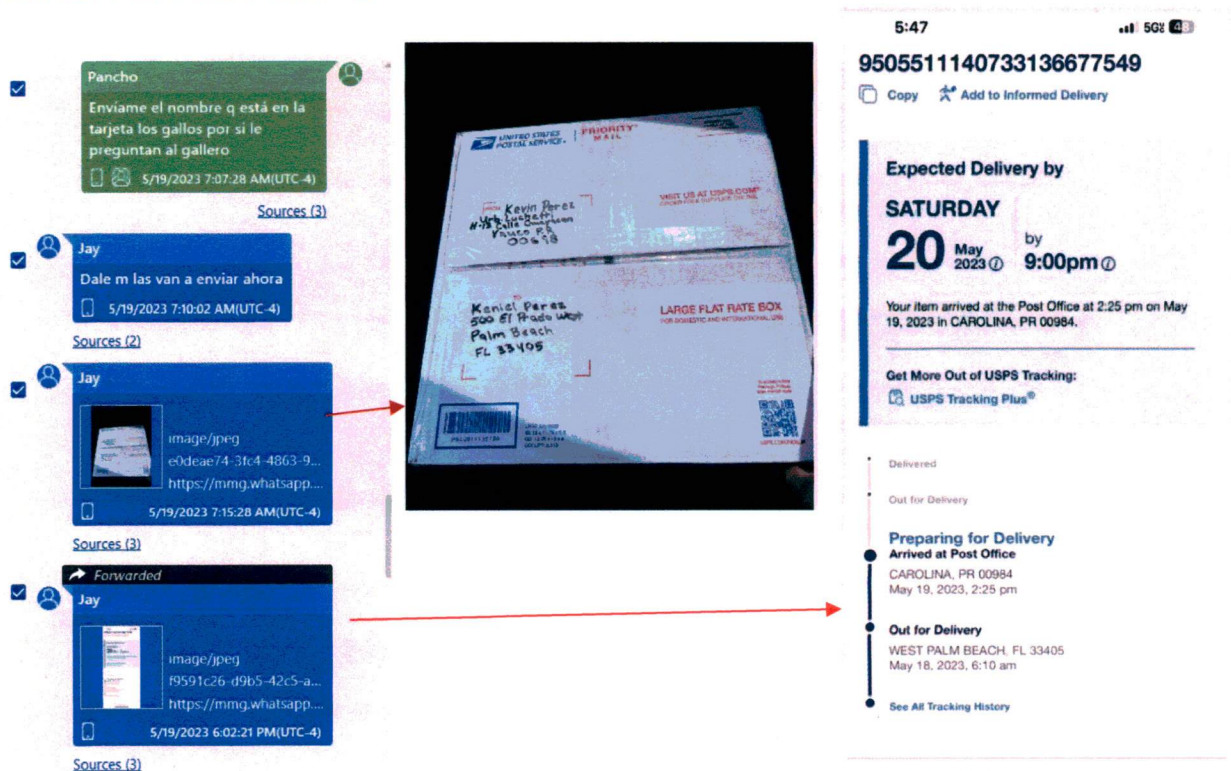 Pancho
Envíame el nombre q está en la
tarjeta los gallos por si le
preguntan al gallero
5/19/2023 7:07:28 AM(UTC-4)
Sources (3)
Jay
Dale m las van a enviar ahora
5/19/2023 7:10:02 AM(UTC-4)
Sources (2)
Jay
image/jpeg
e0deae74-3fc4-4863-9...
https://mmg.whatsapp....
5/19/2023 7:15:28 AM(UTC-4)
Sources (3)
Forwarded
Jay
image/jpeg
f9591c26-d9b5-42c5-a...
https://mmg.whatsapp....
5/19/2023 6:02:21 PM(UTC-4)
Sources (3)
UNITED STATES
POSTAL SERVICE
PRIORITY
MAIL
VISIT US AT USPS.COM
FROM:
Kevin Perez
Urb Luchetti
Yauco PR
00698
Keniel Perez
500 El Prado West
Palm Beach
FL 33405
LARGE FLAT RATE BOX
FOR DOMESTIC AND INTERNATIONAL USE
5:47
9505511140733136677549
Copy
Add to Informed Delivery
Expected Delivery by
SATURDAY
20 May
2023
by
9:00pm
Your item arrived at the Post Office at 2:25 pm on May
19, 2023 in CAROLINA, PR 00984.
Get More Out of USPS Tracking:
USPS Tracking Plus®
Delivered
Out for Delivery
Preparing for Delivery
Arrived at Post Office
CAROLINA, PR 00984
May 19, 2023, 2:25 pm
Out for Delivery
WEST PALM BEACH, FL 33405
May 18, 2023, 6:10 am
See All Tracking History